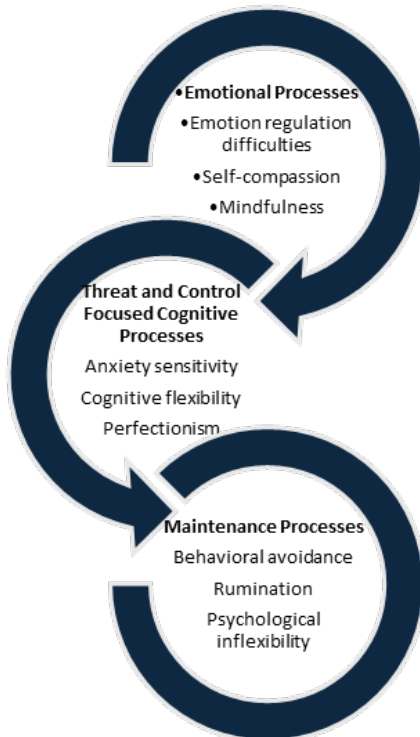 •Emotional Processes
•Emotion regulation
difficulties
•Self-compassion
•Mindfulness
Threat and Control
Focused Cognitive
Processes
Anxiety sensitivity
Cognitive flexibility
Perfectionism
Maintenance Processes
Behavioral avoidance
Rumination
Psychological
inflexibility